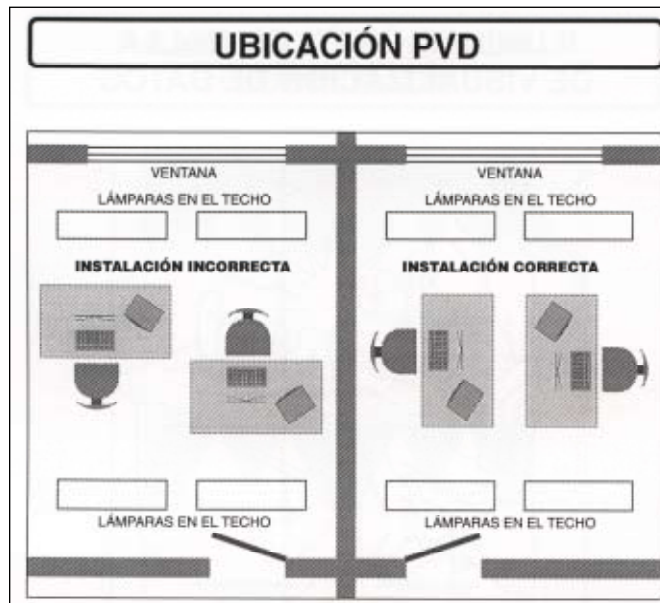 UBICACIÓN PVD
VENTANA
LÁMPARAS EN EL TECHO
INSTALACIÓN INCORRECTA
LÁMPARAS EN EL TECHO
VENTANA
LÁMPARAS EN EL TECHO
INSTALACIÓN CORRECTA
LÁMPARAS EN EL TECHO